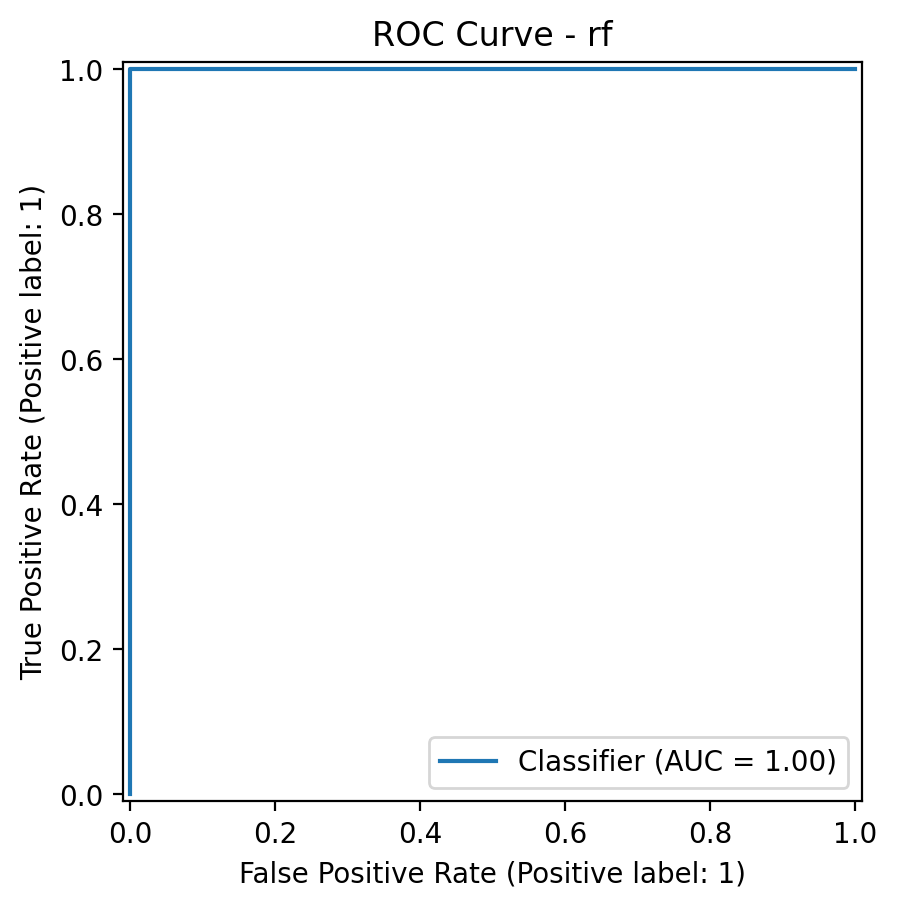 ROC Curve - rf
True Positive Rate (Positive label: 1)
1.0
0.8
0.6
0.4
0.2
0.0
Classifier (AUC = 1.00)
0.0 0.2 0.4 0.6 0.8 1.0
False Positive Rate (Positive label: 1)